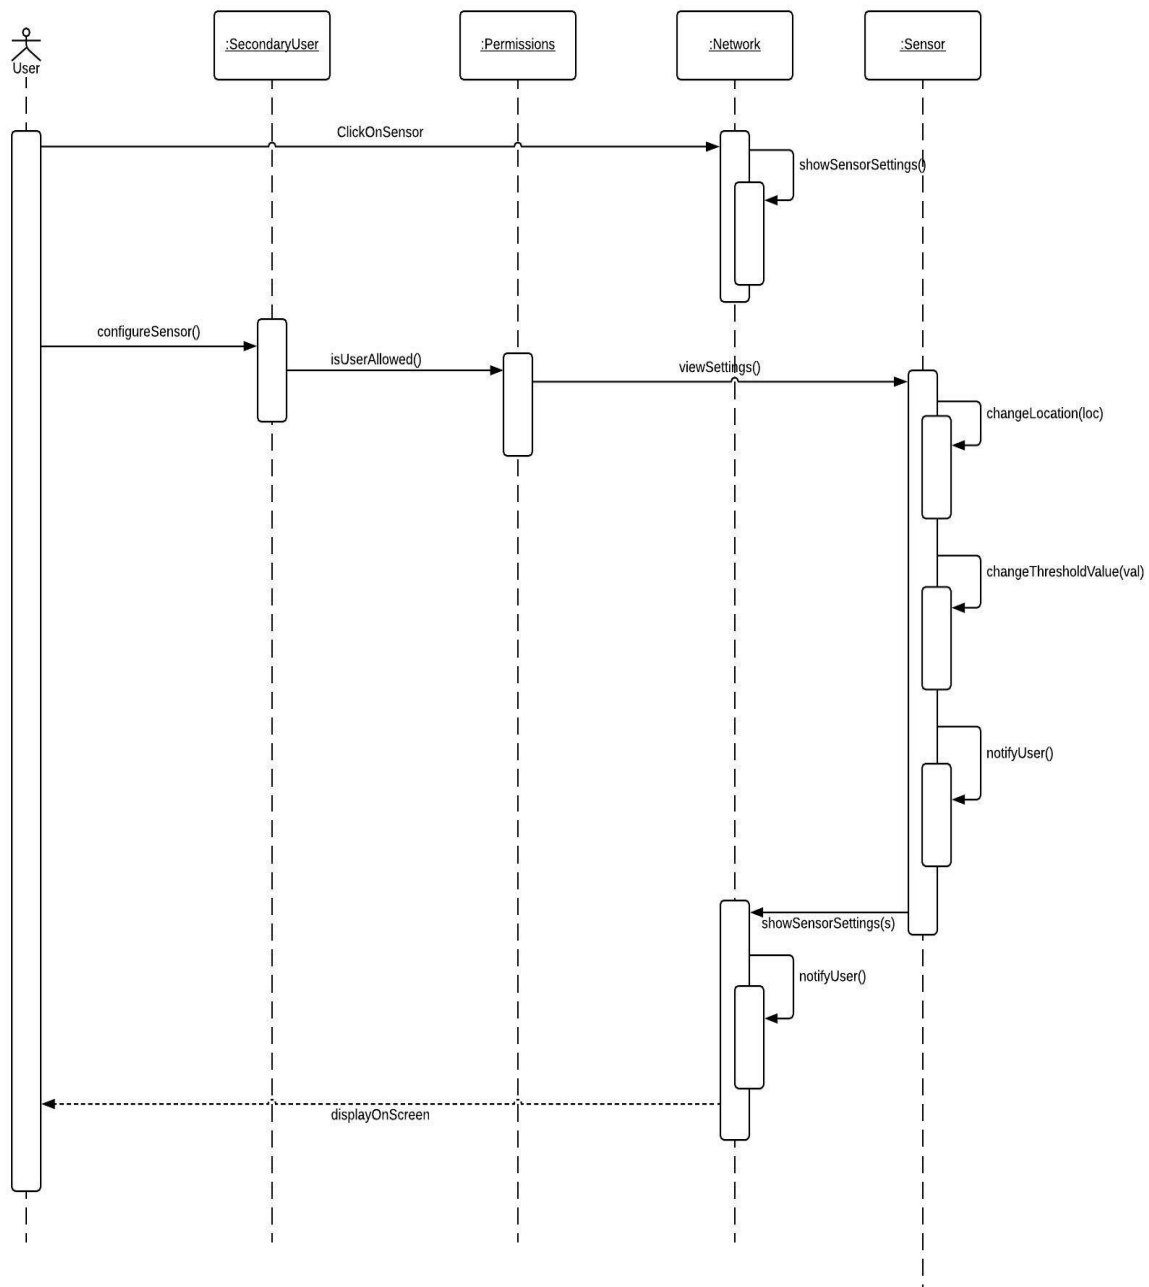 User
:SecondaryUser
:Permissions
:Network
:Sensor
ClickOnSensor
showSensorSettings()
configureSensor()
isUserAllowed()
viewSettings()
changeLocation(loc)
changeThresholdValue(val)
notifyUser()
showSensorSettings(s)
notifyUser()
displayOnScreen